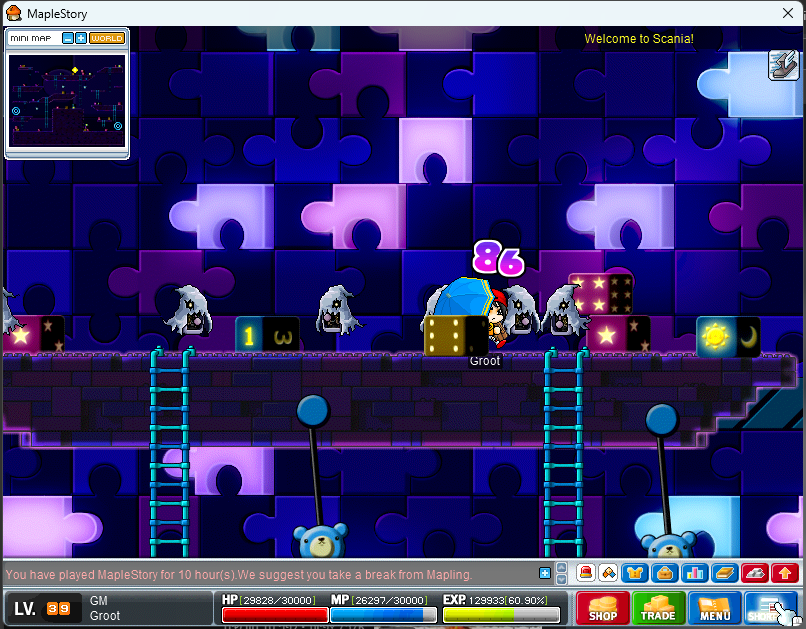 MapleStory
MINI MAP
WORLD
Welcome to Scania!
86
1
Groot
You have played MapleStory for 10 hour(s).We suggest you take a break from Mapling.
LV. 39
GM
Groot
HP[29828/30000] MP[26297/30000] EXP 129933[60.90%]
SHOP
TRADE
MENU